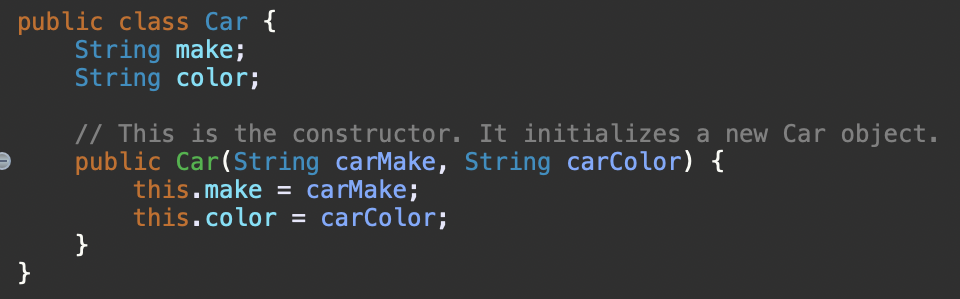 public class Car {
    String make;
    String color;

    // This is the constructor. It initializes a new Car object.
    public Car(String carMake, String carColor) {
        this.make = carMake;
        this.color = carColor;
    }
}